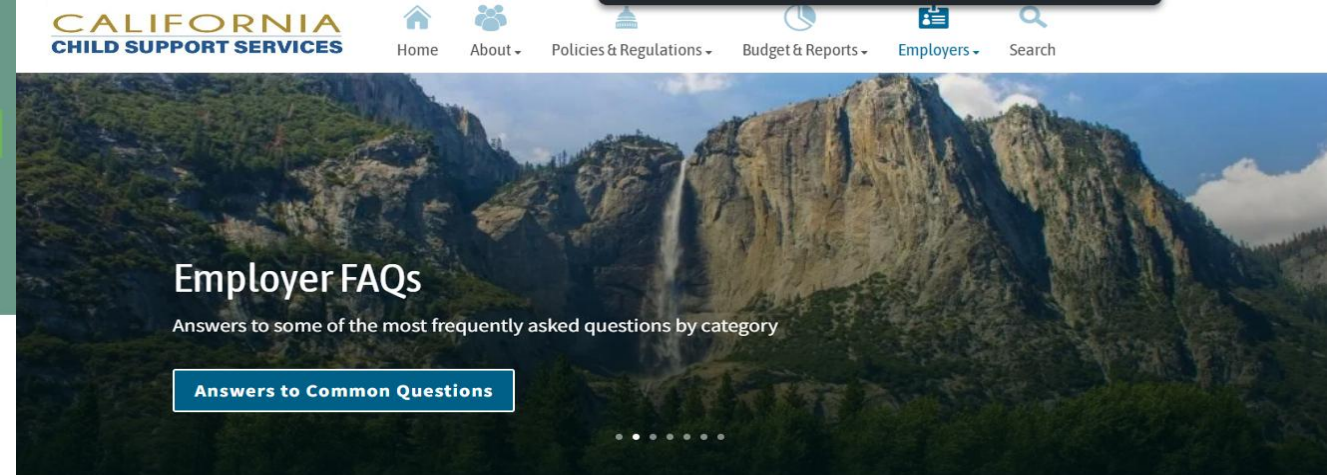 CALIFORNIA
CHILD SUPPORT SERVICES
Home
About
Policies & Regulations
Budget & Reports
Employers
Search
Employer FAQs
Answers to some of the most frequently asked questions by category
Answers to Common Questions